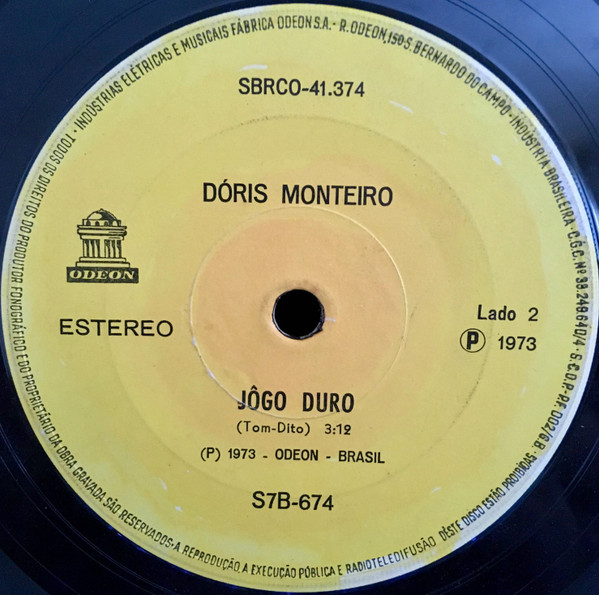 TODOS OS DIREITOS DO PRODUTOR FONOGRÁFICO E DO PROPRIETÁRIO DA OBRA GRAVADA SÃO RESERVADOS-A REPRODUÇÃO, A EXECUÇÃO PÚBLICA E RADIOTELEDIFUSÃO DÊSTE DISCO ESTÃO PROIBIDAS · INDÚSTRIAS ELÉTRICAS E MUSICAIS FÁBRICA ODEON S.A. - R. ODEON, 150 S. BERNARDO DO CAMPO - INDÚSTRIA BRASILEIRA · C.G.C. Nº 33.249.640/4 · S.C.D.P.-P.F. 002/G.B.
SBRCO-41.374
DÓRIS MONTEIRO
ODEON
ESTEREO
Lado 2
Ⓟ 1973
JÔGO DURO
(Tom-Dito) 3:12
(P) 1973 - ODEON - BRASIL
S7B-674